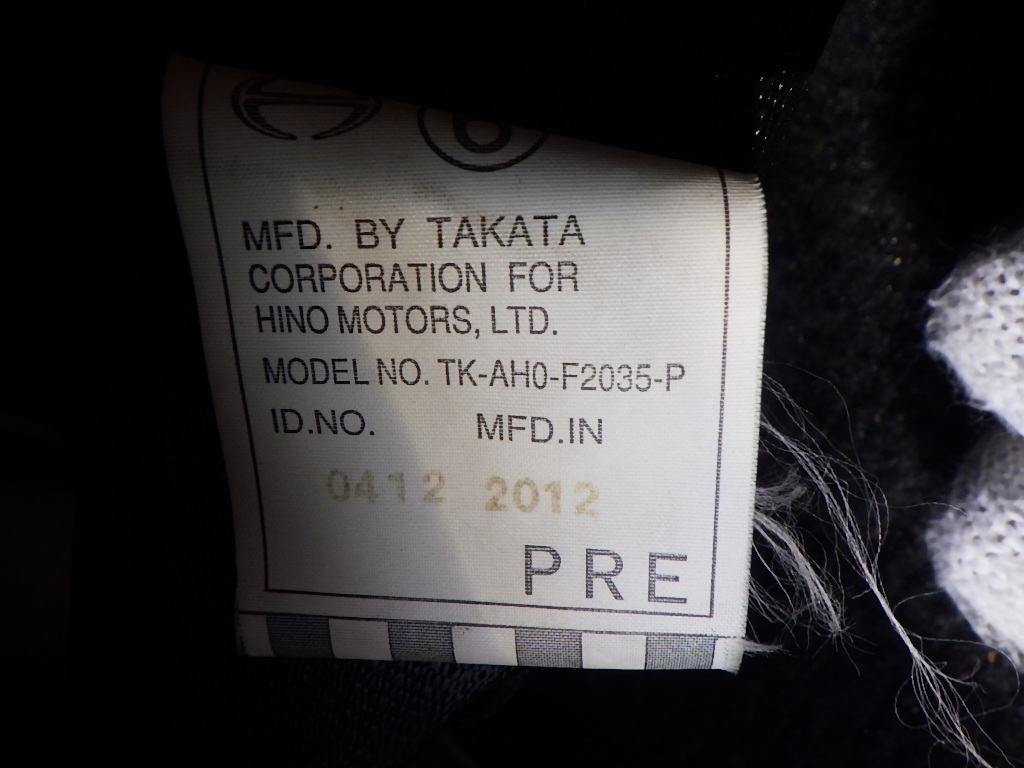 6
MFD. BY TAKATA
CORPORATION FOR
HINO MOTORS, LTD.
MODEL NO. TK-AH0-F2035-P
ID.NO. MFD.IN
0412 2012
PRE